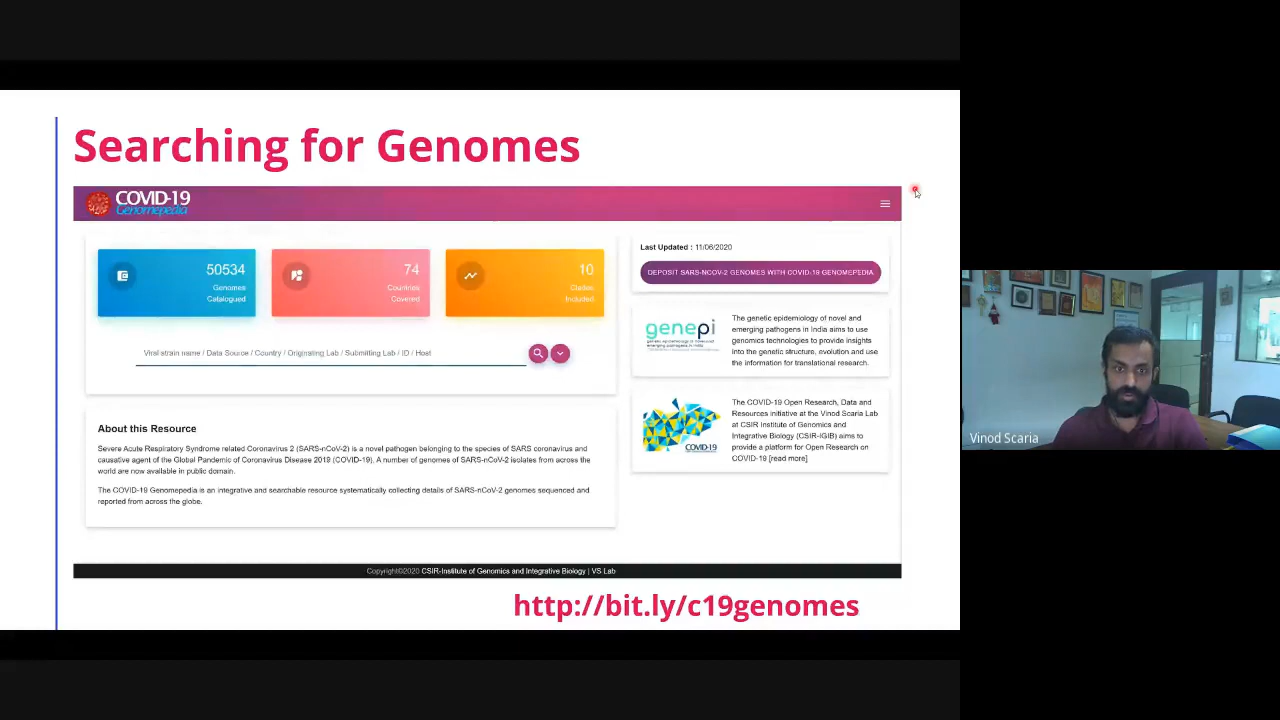 Searching for Genomes
COVID-19
Genomepedia
50534
Genomes
Catalogued
74
Countries
Covered
10
Clades
Included
Viral strain name / Data Source / Country / Originating Lab / Submitting Lab / ID / Host
About this Resource
Severe Acute Respiratory Syndrome related Coronavirus 2 (SARS-nCoV-2) is a novel pathogen belonging to the species of SARS coronavirus and
causative agent of the Global Pandemic of Coronavirus Disease 2019 (COVID-19). A number of genomes of SARS-nCoV-2 isolates from across the
world are now available in public domain.
The COVID-19 Genomepedia is an integrative and searchable resource systematically collecting details of SARS-nCoV-2 genomes sequenced and
reported from across the globe.
Last Updated : 11/06/2020
DEPOSIT SARS-NCOV-2 GENOMES WITH COVID-19 GENOMEPEDIA
genepi
The genetic epidemiology of novel and
emerging pathogens in India aims to use
genomics technologies to provide insights
into the genetic structure, evolution and use
the information for translational research.
COVID-19
The COVID-19 Open Research, Data and
Resources initiative at the Vinod Scaria Lab
at CSIR Institute of Genomics and
Integrative Biology (CSIR-IGIB) aims to
provide a platform for Open Research on
COVID-19 [read more]
Copyright©2020 CSIR-Institute of Genomics and Integrative Biology | VS Lab
http://bit.ly/c19genomes
Vinod Scaria